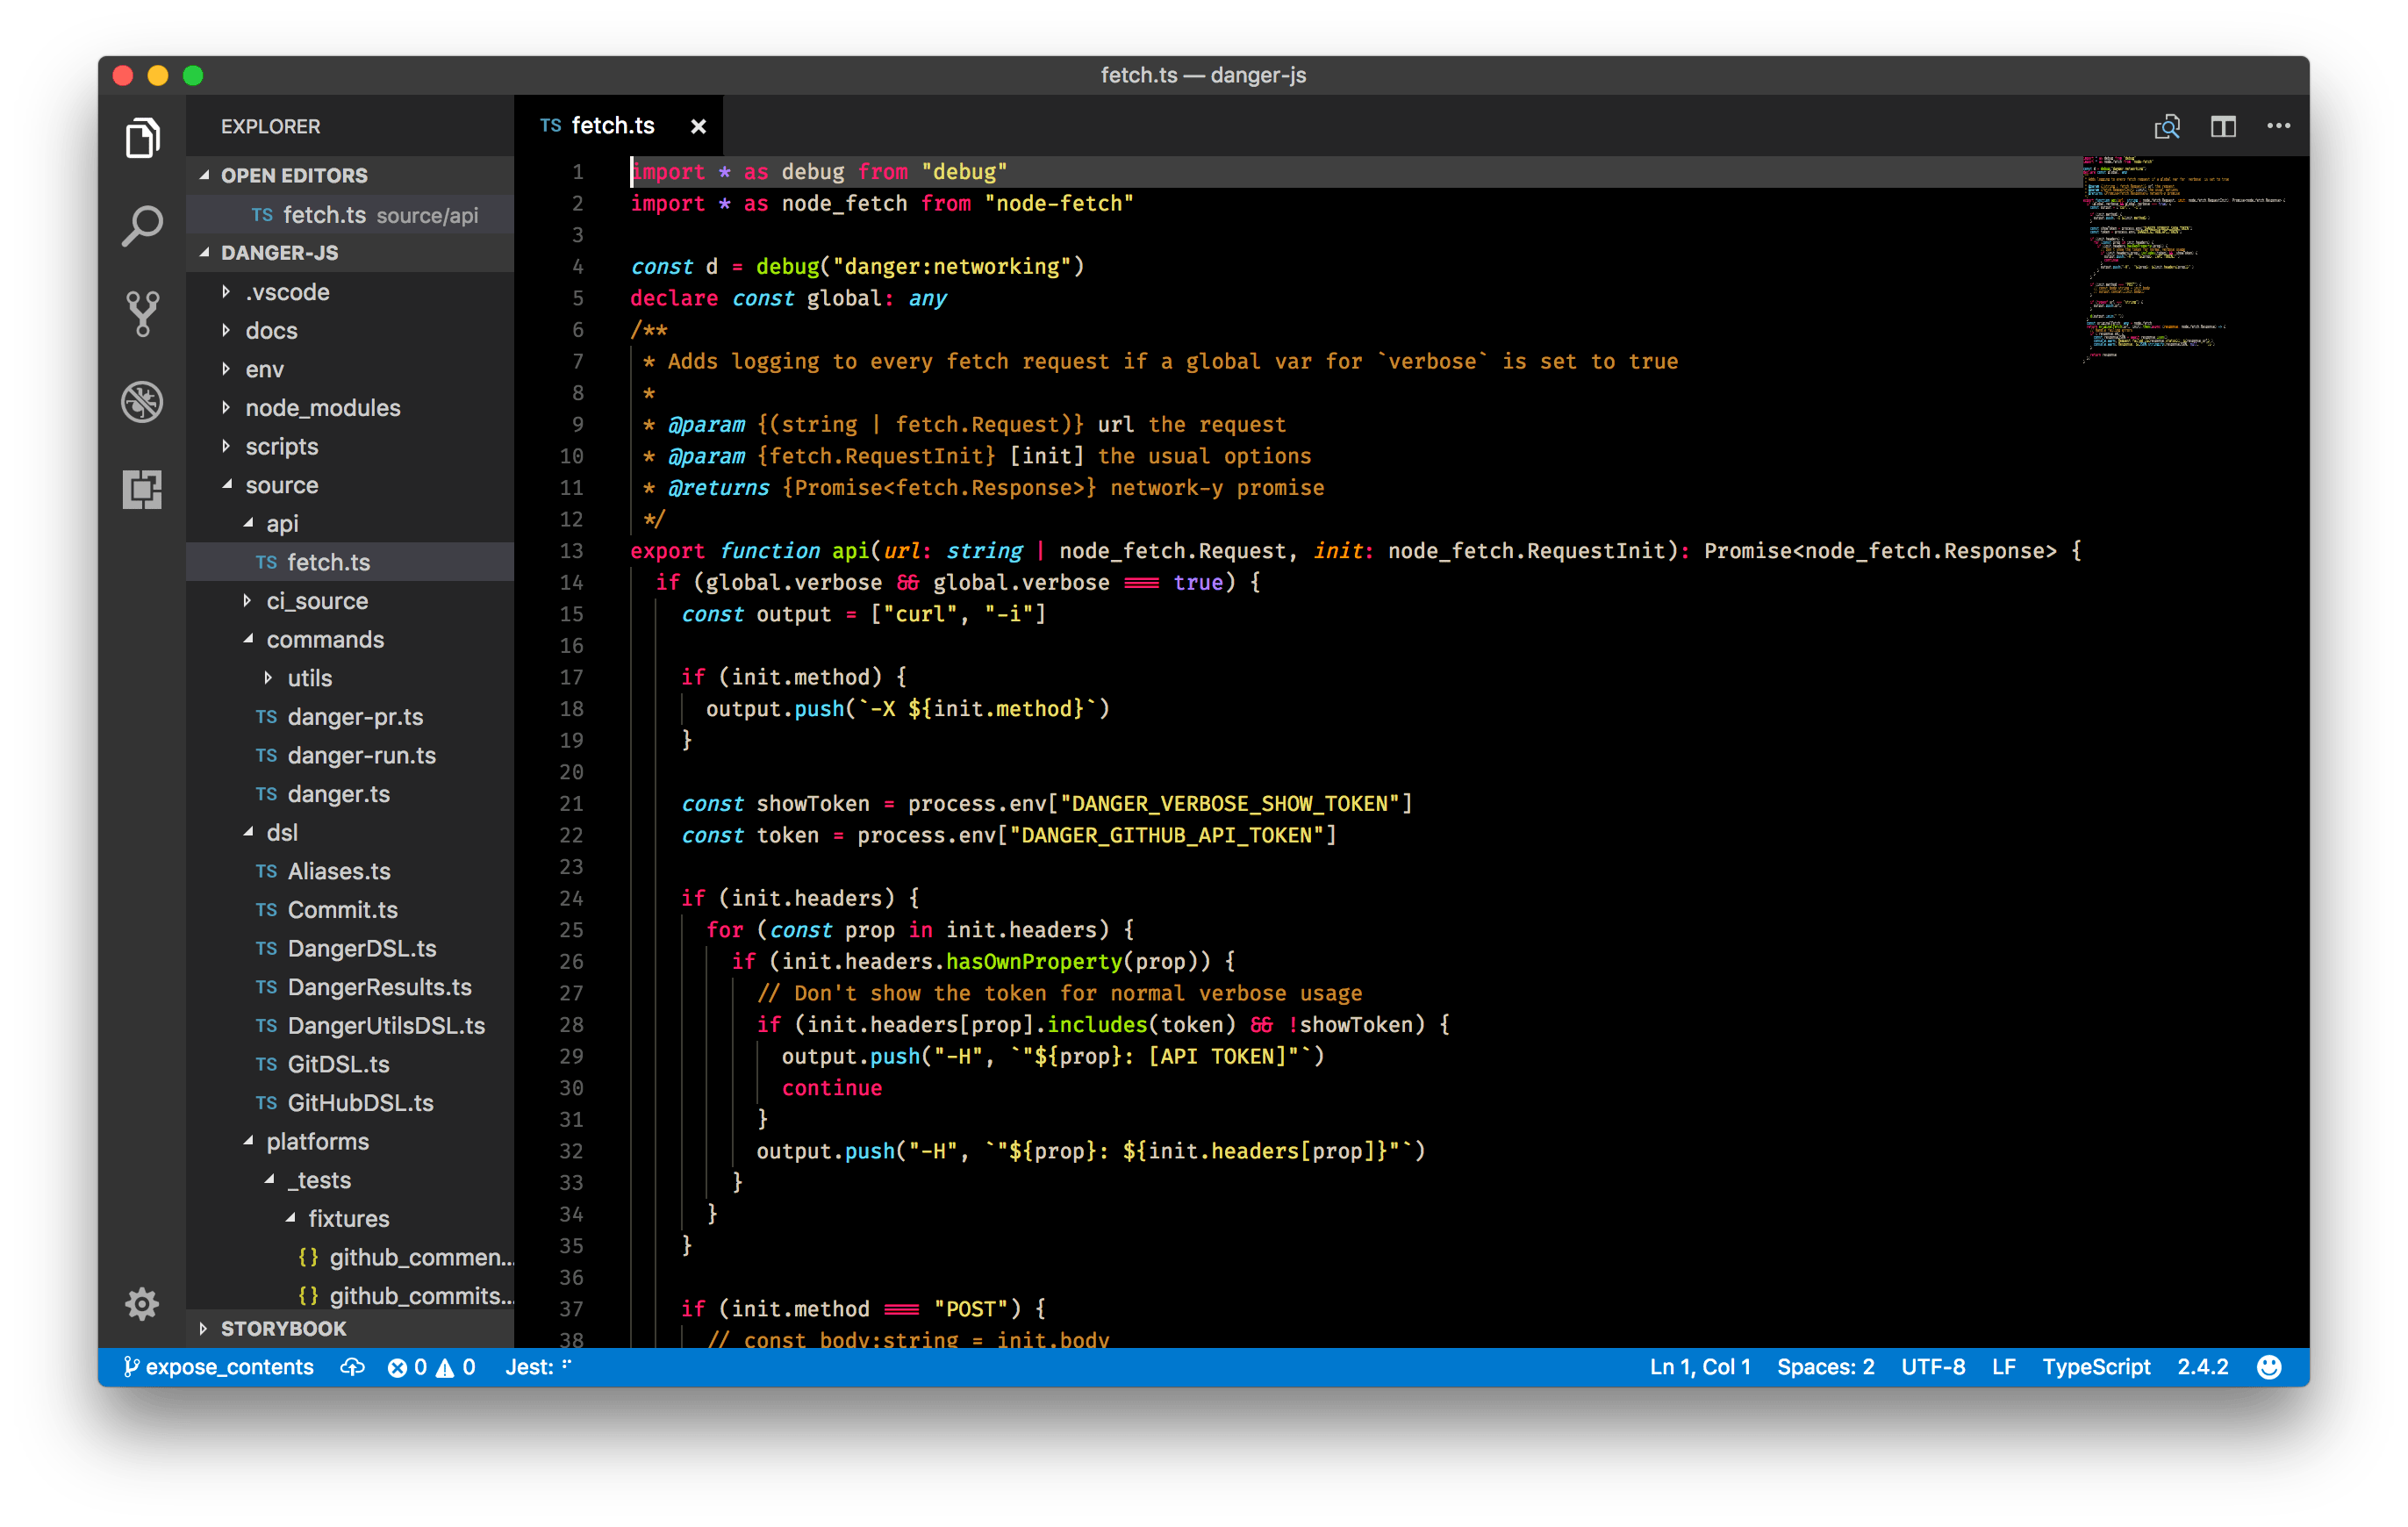 fetch.ts — danger-js
EXPLORER
OPEN EDITORS
TS fetch.ts source/api
DANGER-JS
.vscode
docs
env
node_modules
scripts
source
api
TS fetch.ts
ci_source
commands
utils
TS danger-pr.ts
TS danger-run.ts
TS danger.ts
dsl
TS Aliases.ts
TS Commit.ts
TS DangerDSL.ts
TS DangerResults.ts
TS DangerUtilsDSL.ts
TS GitDSL.ts
TS GitHubDSL.ts
platforms
_tests
fixtures
{} github_commen...
{} github_commits...
STORYBOOK
TS fetch.ts ×
1 import * as debug from "debug"
2 import * as node_fetch from "node-fetch"
3
4 const d = debug("danger:networking")
5 declare const global: any
6 /**
7 * Adds logging to every fetch request if a global var for `verbose` is set to true
8 *
9 * @param {(string | fetch.Request)} url the request
10 * @param {fetch.RequestInit} [init] the usual options
11 * @returns {Promise<fetch.Response>} network-y promise
12 */
13 export function api(url: string | node_fetch.Request, init: node_fetch.RequestInit): Promise<node_fetch.Response> {
14 if (global.verbose && global.verbose === true) {
15 const output = ["curl", "-i"]
16
17 if (init.method) {
18 output.push(`-X ${init.method}`)
19 }
20
21 const showToken = process.env["DANGER_VERBOSE_SHOW_TOKEN"]
22 const token = process.env["DANGER_GITHUB_API_TOKEN"]
23
24 if (init.headers) {
25 for (const prop in init.headers) {
26 if (init.headers.hasOwnProperty(prop)) {
27 // Don't show the token for normal verbose usage
28 if (init.headers[prop].includes(token) && !showToken) {
29 output.push("-H", `"${prop}: [API TOKEN]"`)
30 continue
31 }
32 output.push("-H", `"${prop}: ${init.headers[prop]}"`)
33 }
34 }
35 }
36
37 if (init.method === "POST") {
38 // const body:string = init.body
expose_contents 0 0 Jest: Ln 1, Col 1 Spaces: 2 UTF-8 LF TypeScript 2.4.2